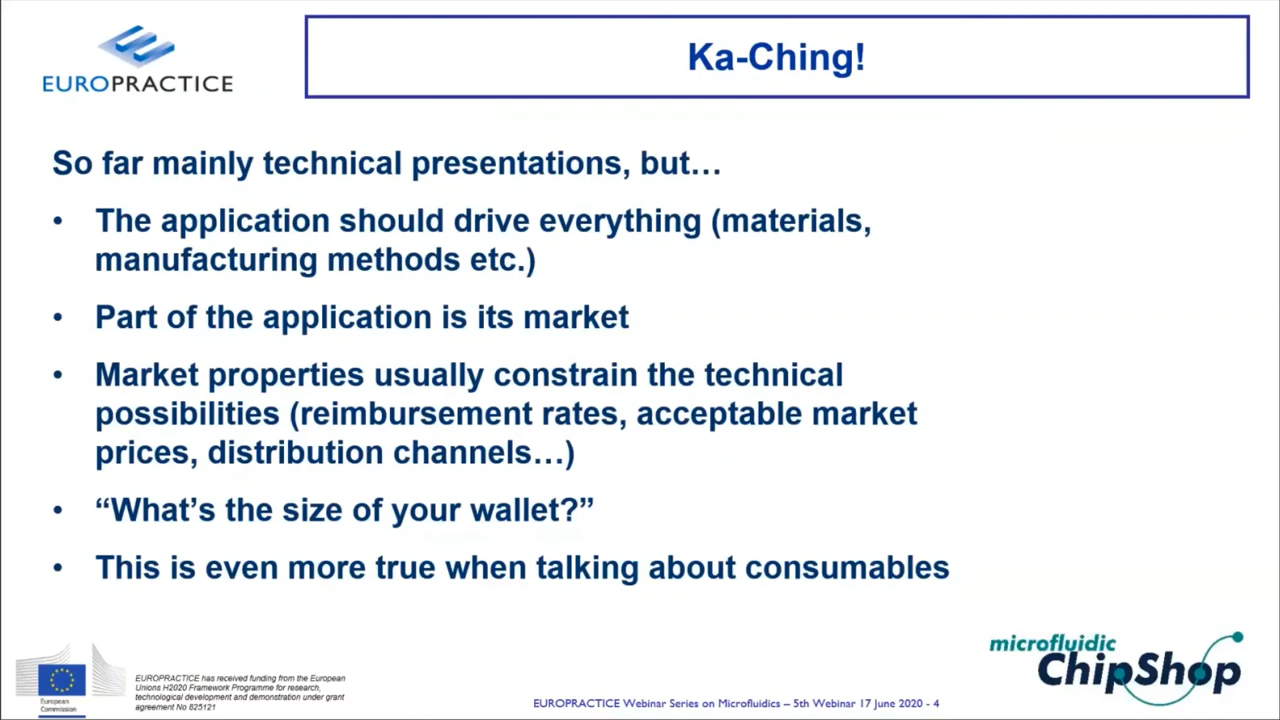 EUROPRACTICE
Ka-Ching!
So far mainly technical presentations, but…
• The application should drive everything (materials,
manufacturing methods etc.)
• Part of the application is its market
• Market properties usually constrain the technical
possibilities (reimbursement rates, acceptable market
prices, distribution channels…)
• “What’s the size of your wallet?”
• This is even more true when talking about consumables
European
Commission
EUROPRACTICE has received funding from the European
Unions H2020 Framework Programme for research,
technological development and demonstration under grant
agreement No 825121
EUROPRACTICE Webinar Series on Microfluidics – 5th Webinar 17 June 2020 - 4
microfluidic
ChipShop